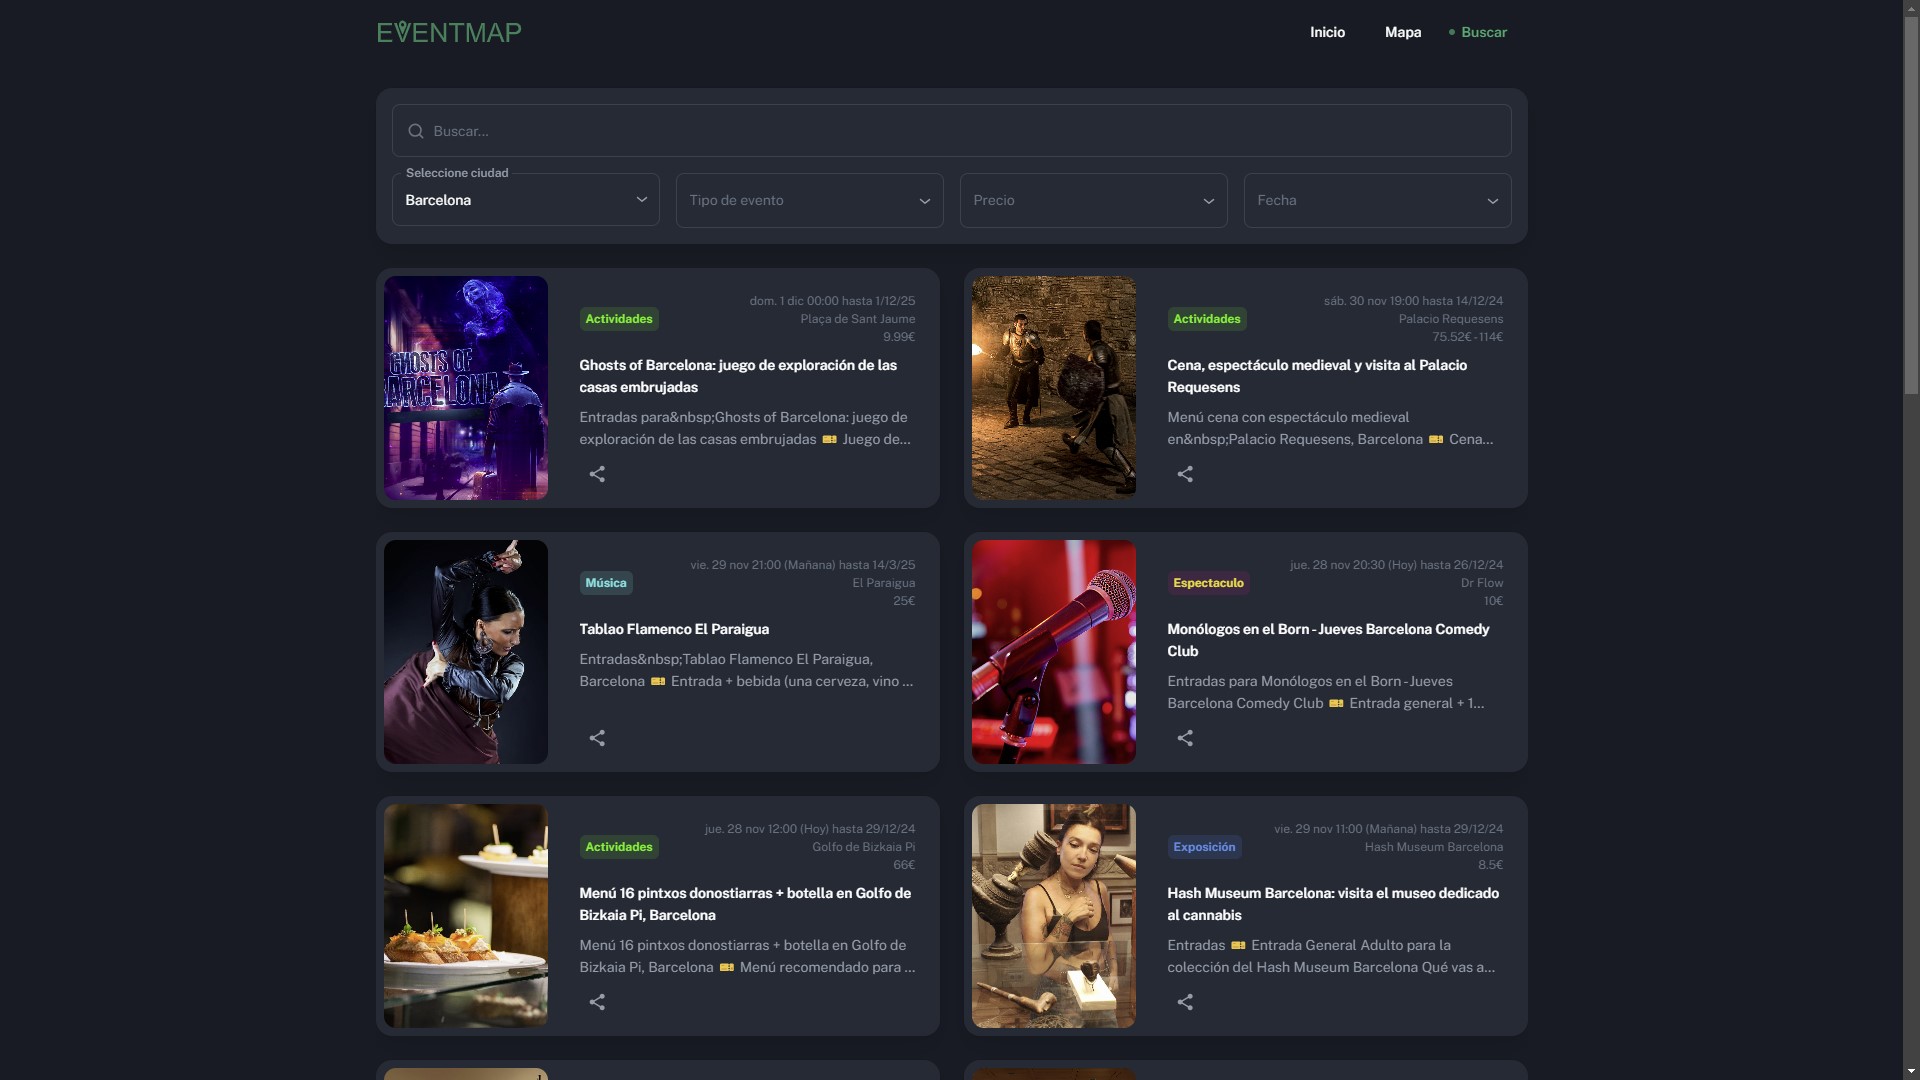 EVENTMAP
Inicio
Mapa
Buscar
Buscar...
Seleccione ciudad
Barcelona
Tipo de evento
Precio
Fecha
GHOSTS OF
BARCELONA
dom. 1 dic 00:00 hasta 1/12/25
Actividades
Plaça de Sant Jaume
9.99€
Ghosts of Barcelona: juego de exploración de las
casas embrujadas
Entradas para&nbsp;Ghosts of Barcelona: juego de
exploración de las casas embrujadas 🎫 Juego de...
sáb. 30 nov 19:00 hasta 14/12/24
Actividades
Palacio Requesens
75.52€ - 114€
Cena, espectáculo medieval y visita al Palacio
Requesens
Menú cena con espectáculo medieval
en&nbsp;Palacio Requesens, Barcelona 🎫 Cena...
vie. 29 nov 21:00 (Mañana) hasta 14/3/25
Música
El Paraigua
25€
Tablao Flamenco El Paraigua
Entradas&nbsp;Tablao Flamenco El Paraigua,
Barcelona 🎫 Entrada + bebida (una cerveza, vino ...
jue. 28 nov 20:30 (Hoy) hasta 26/12/24
Espectaculo
Dr Flow
10€
Monólogos en el Born - Jueves Barcelona Comedy
Club
Entradas para Monólogos en el Born - Jueves
Barcelona Comedy Club 🎫 Entrada general + 1...
jue. 28 nov 12:00 (Hoy) hasta 29/12/24
Actividades
Golfo de Bizkaia Pi
66€
Menú 16 pintxos donostiarras + botella en Golfo de
Bizkaia Pi, Barcelona
Menú 16 pintxos donostiarras + botella en Golfo de
Bizkaia Pi, Barcelona 🎫 Menú recomendado para ...
vie. 29 nov 11:00 (Mañana) hasta 29/12/24
Exposición
Hash Museum Barcelona
8.5€
Hash Museum Barcelona: visita el museo dedicado
al cannabis
Entradas 🎫 Entrada General Adulto para la
colección del Hash Museum Barcelona Qué vas a...